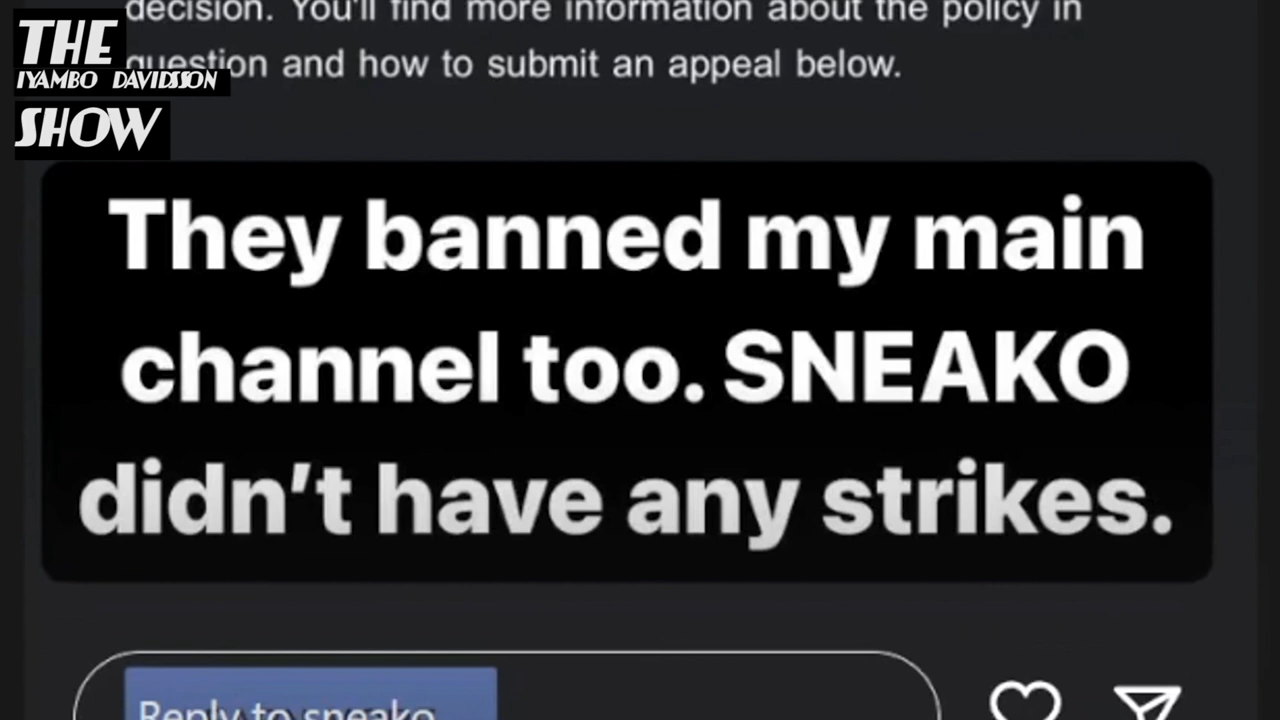 decision. You'll find more information about the policy in
THE
question and how to submit an appeal below.
IYAMBO DAVIDSSON
SHOW
They banned my main
channel too. SNEAKO
didn't have any strikes.
Reply to sneako